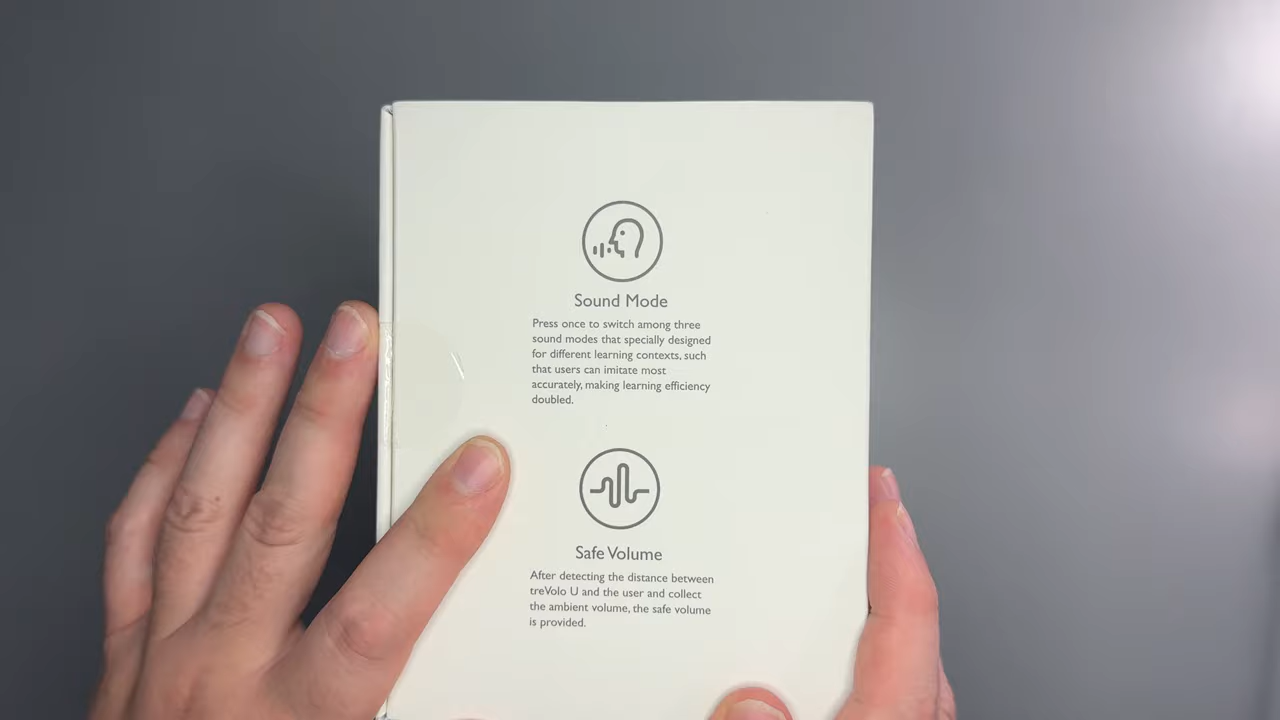 Sound Mode
Press once to switch among three
sound modes that specially designed
for different learning contexts, such
that users can imitate most
accurately, making learning efficiency
doubled.
Safe Volume
After detecting the distance between
treVolo U and the user and collect
the ambient volume, the safe volume
is provided.